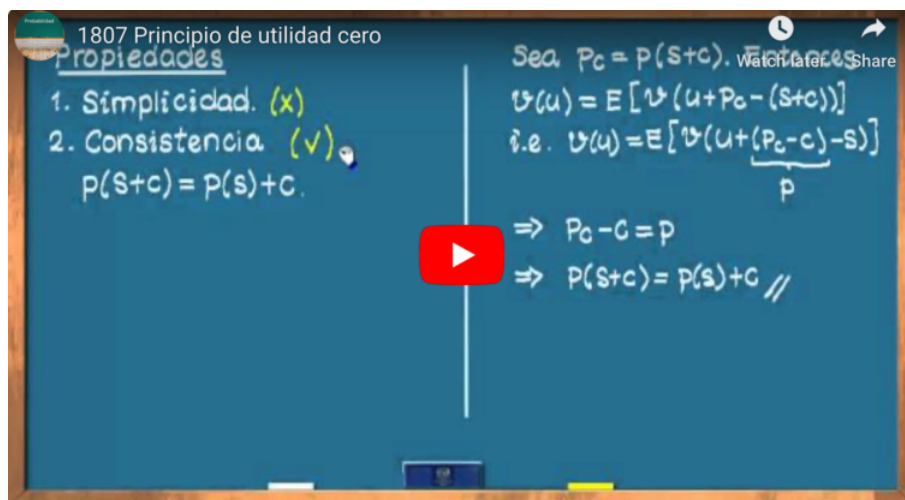 Probabilidad
1807 Principio de utilidad cero
Watch later
Share
Propiedades
1. Simplicidad. (x)
2. Consistencia (√)
p(S+c) = p(S)+c.
Sea Pc = p(S+c). Entonces
v(u) = E[v(u+Pc-(S+c))]
i.e. v(u) = E[v(u+(Pc-c)-S)]
p
⇒ Pc-c = p
⇒ p(S+c) = p(S)+c //